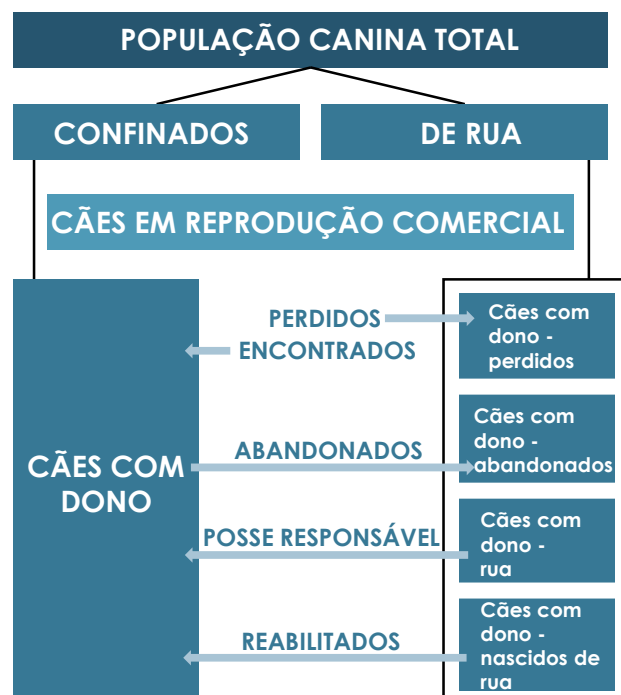 POPULAÇÃO CANINA TOTAL
CONFINADOS
DE RUA
CÃES EM REPRODUÇÃO COMERCIAL
PERDIDOS
ENCONTRADOS
Cães com
dono -
perdidos
CÃES COM
DONO
ABANDONADOS
Cães com
dono -
abandonados
POSSE RESPONSÁVEL
Cães com
dono -
rua
REABILITADOS
Cães com
dono -
nascidos de
rua